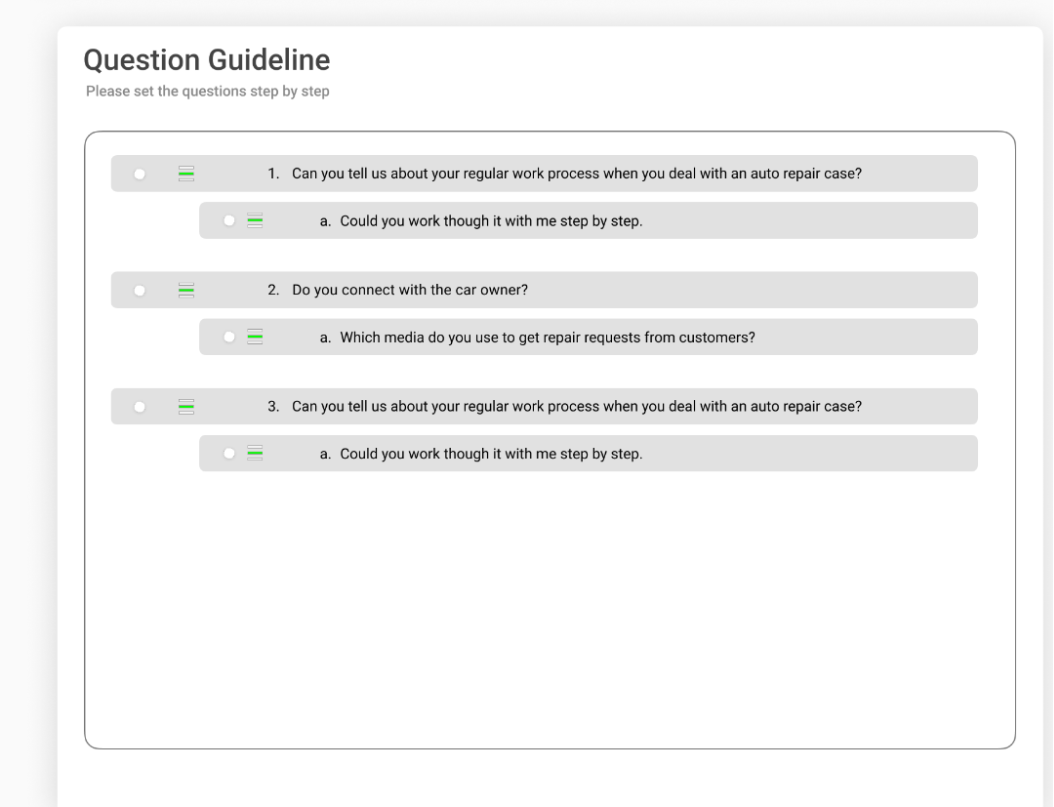 Question Guideline
Please set the questions step by step
1. Can you tell us about your regular work process when you deal with an auto repair case?
a. Could you work though it with me step by step.
2. Do you connect with the car owner?
a. Which media do you use to get repair requests from customers?
3. Can you tell us about your regular work process when you deal with an auto repair case?
a. Could you work though it with me step by step.